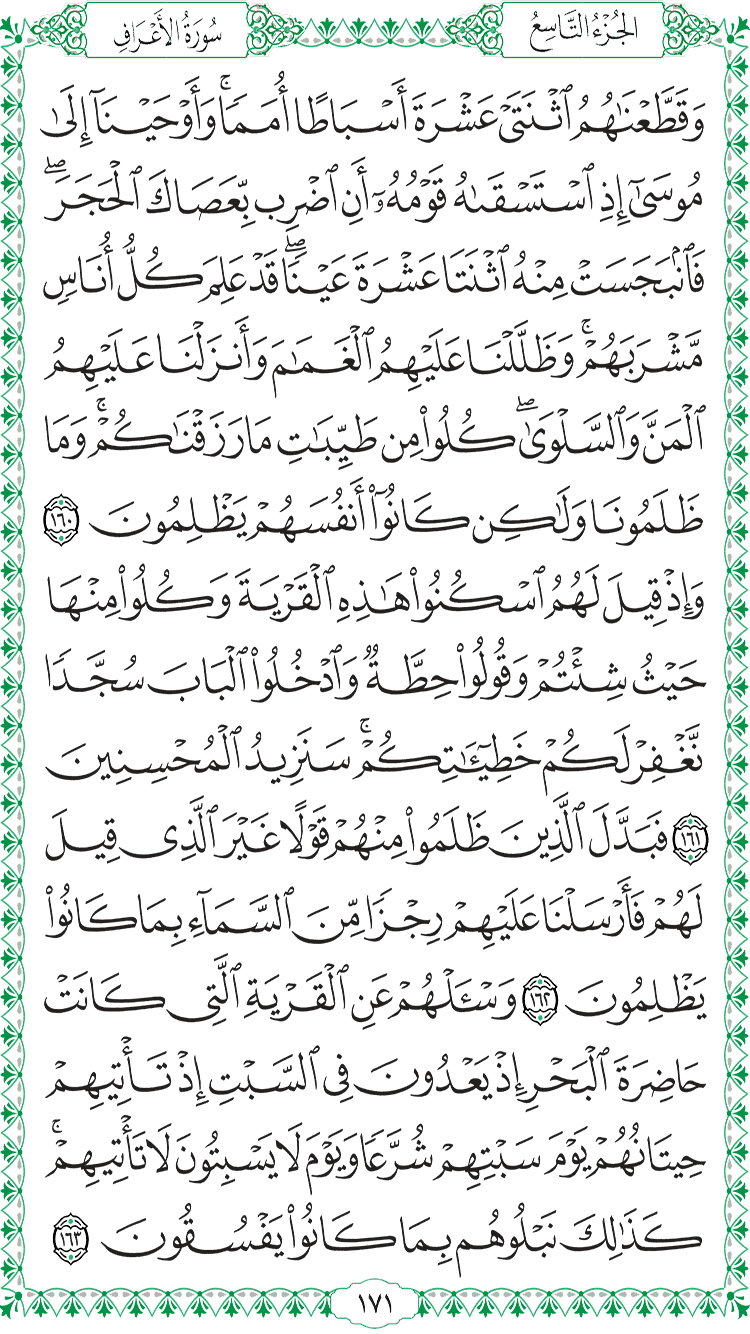 الجُزْءُ التَّاسِعُ
سُورَةُ الأَعْرَافِ
وَقَطَّعْنَٰهُمُ ٱثْنَتَىْ عَشْرَةَ أَسْبَاطًا أُمَمًا ۚ وَأَوْحَيْنَآ إِلَىٰ
مُوسَىٰٓ إِذِ ٱسْتَسْقَىٰهُ قَوْمُهُۥٓ أَنِ ٱضْرِب بِّعَصَاكَ ٱلْحَجَرَ ۖ
فَٱنۢبَجَسَتْ مِنْهُ ٱثْنَتَا عَشْرَةَ عَيْنًا ۖ قَدْ عَلِمَ كُلُّ أُنَاسٍ
مَّشْرَبَهُمْ ۚ وَظَلَّلْنَا عَلَيْهِمُ ٱلْغَمَٰمَ وَأَنزَلْنَا عَلَيْهِمُ
ٱلْمَنَّ وَٱلسَّلْوَىٰ ۖ كُلُوا۟ مِن طَيِّبَٰتِ مَا رَزَقْنَٰكُمْ ۚ وَمَا
ظَلَمُونَا وَلَٰكِن كَانُوٓا۟ أَنفُسَهُمْ يَظْلِمُونَ ١٦٠
وَإِذْ قِيلَ لَهُمُ ٱسْكُنُوا۟ هَٰذِهِ ٱلْقَرْيَةَ وَكُلُوا۟ مِنْهَا
حَيْثُ شِئْتُمْ وَقُولُوا۟ حِطَّةٌ وَٱدْخُلُوا۟ ٱلْبَابَ سُجَّدًا
نَّغْفِرْ لَكُمْ خَطِيٓـَٰٔتِكُمْ ۚ سَنَزِيدُ ٱلْمُحْسِنِينَ
١٦١ فَبَدَّلَ ٱلَّذِينَ ظَلَمُوا۟ مِنْهُمْ قَوْلًا غَيْرَ ٱلَّذِى قِيلَ
لَهُمْ فَأَرْسَلْنَا عَلَيْهِمْ رِجْزًا مِّنَ ٱلسَّمَآءِ بِمَا كَانُوا۟
يَظْلِمُونَ ١٦٢ وَسْـَٔلْهُمْ عَنِ ٱلْقَرْيَةِ ٱلَّتِى كَانَتْ
حَاضِرَةَ ٱلْبَحْرِ إِذْ يَعْدُونَ فِى ٱلسَّبْتِ إِذْ تَأْتِيهِمْ
حِيتَانُهُمْ يَوْمَ سَبْتِهِمْ شُرَّعًا وَيَوْمَ لَا يَسْبِتُونَ لَا تَأْتِيهِمْ ۚ
كَذَٰلِكَ نَبْلُوهُم بِمَا كَانُوا۟ يَفْسُقُونَ ١٦٣
١٧١